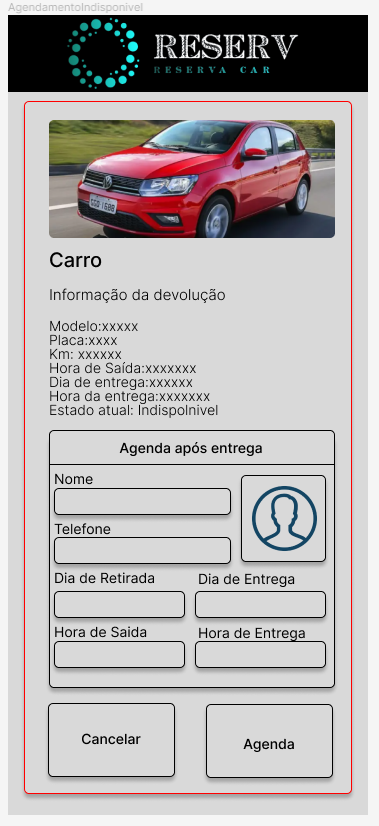 AgendamentoIndisponivel
RESERV
RESERVA CAR
Carro
Informação da devolução
Modelo:xxxxx
Placa:xxxx
Km: xxxxxx
Hora de Saída:xxxxxxx
Dia de entrega:xxxxxx
Hora da entrega:xxxxxxx
Estado atual: Indispolnivel
Agenda após entrega
Nome
Telefone
Dia de Retirada
Dia de Entrega
Hora de Saida
Hora de Entrega
Cancelar
Agenda